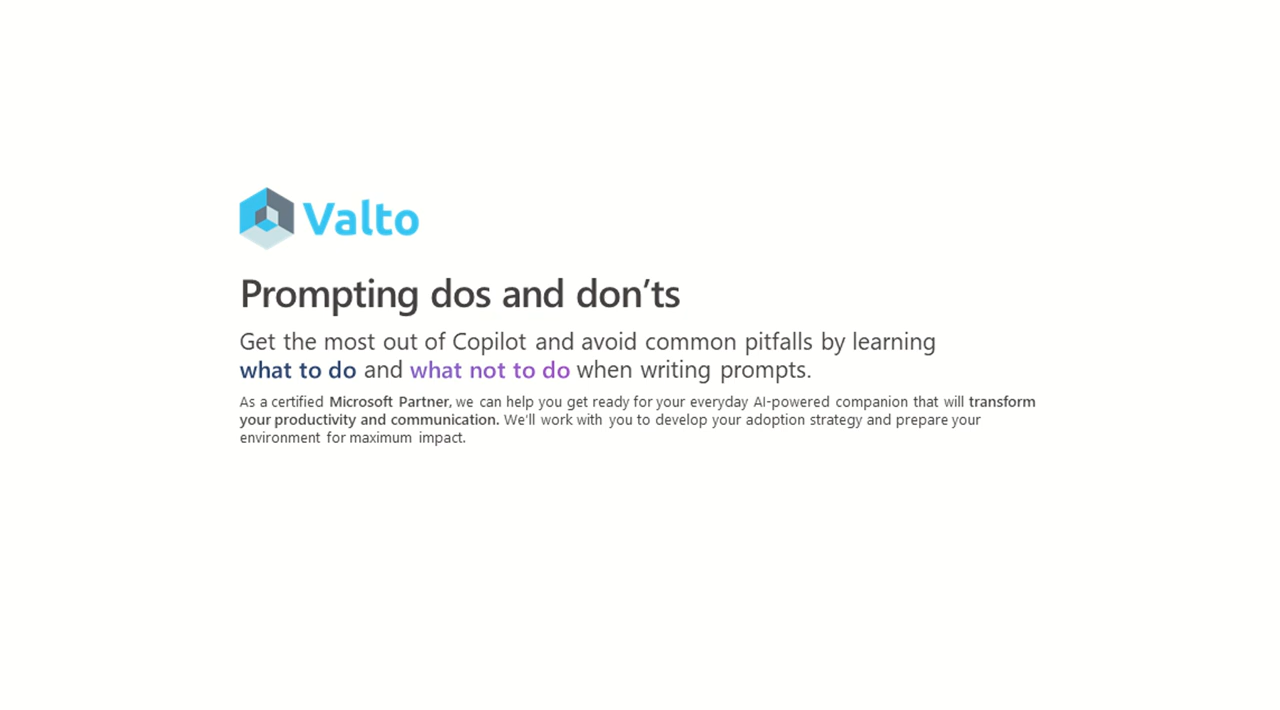 Valto
Prompting dos and don’ts
Get the most out of Copilot and avoid common pitfalls by learning
what to do and what not to do when writing prompts.
As a certified Microsoft Partner, we can help you get ready for your everyday AI-powered companion that will transform
your productivity and communication. We’ll work with you to develop your adoption strategy and prepare your
environment for maximum impact.